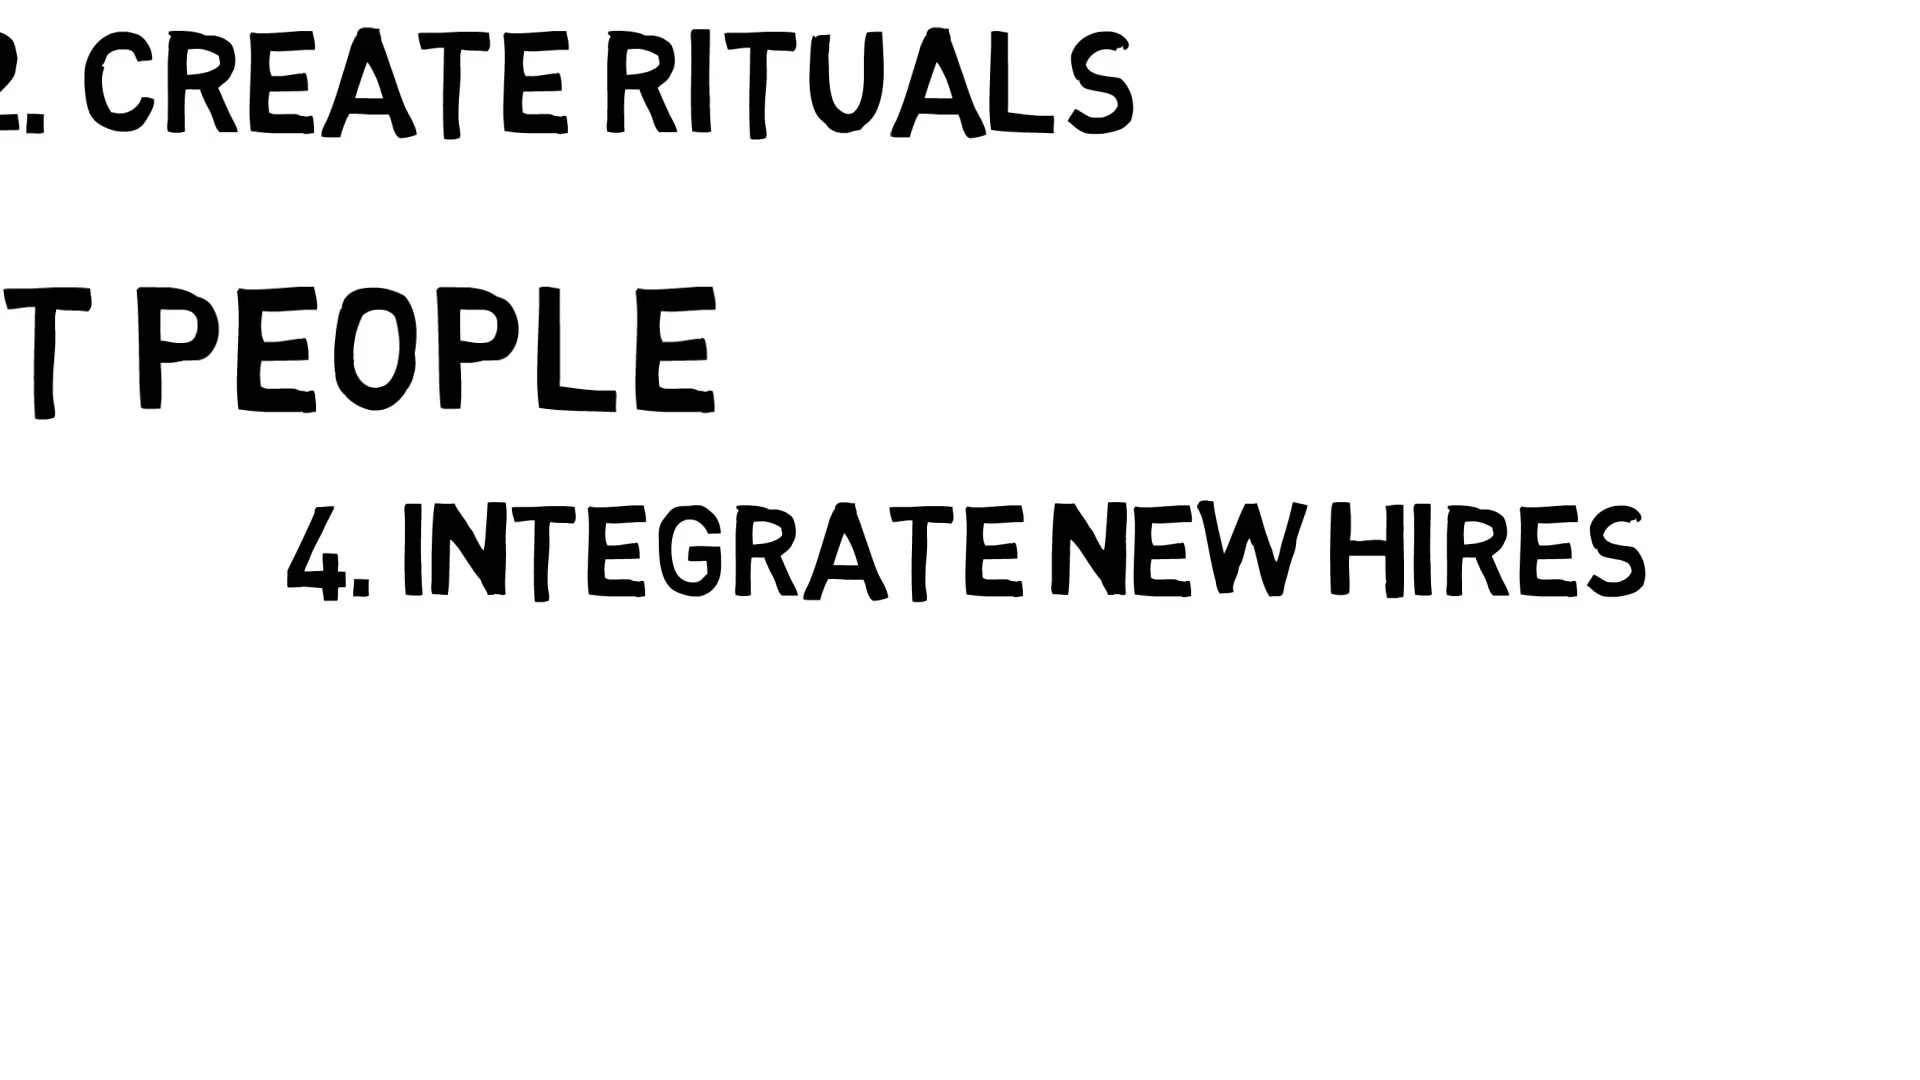 2. CREATE RITUALS
T PEOPLE
4. INTEGRATE NEW HIRES